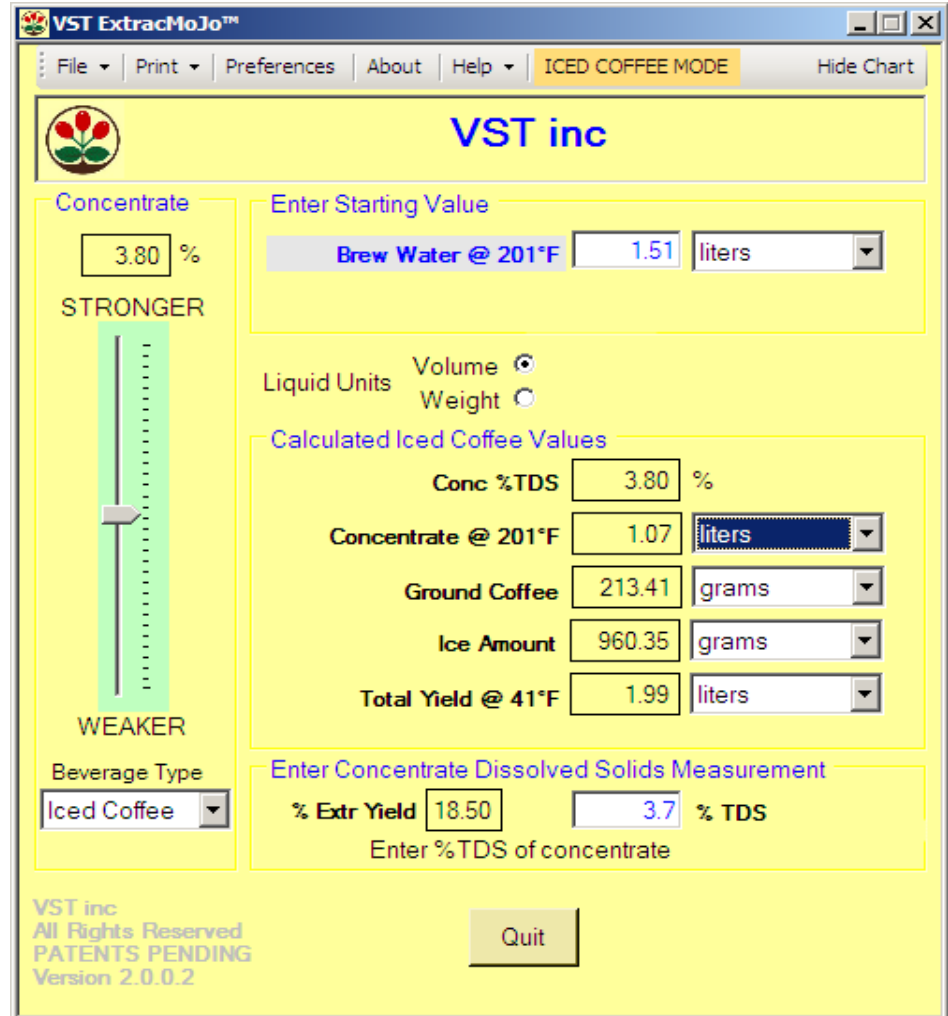 VST ExtracMoJo™
File Print Preferences About Help ICED COFFEE MODE Hide Chart
VST inc
Concentrate
3.80 %
STRONGER
WEAKER
Beverage Type
Iced Coffee
Enter Starting Value
Brew Water @ 201°F 1.51 liters
Liquid Units
Volume
Weight
Calculated Iced Coffee Values
Conc %TDS 3.80 %
Concentrate @ 201°F 1.07 liters
Ground Coffee 213.41 grams
Ice Amount 960.35 grams
Total Yield @ 41°F 1.99 liters
Enter Concentrate Dissolved Solids Measurement
% Extr Yield 18.50 3.7 % TDS
Enter %TDS of concentrate
VST inc
All Rights Reserved
PATENTS PENDING
Version 2.0.0.2
Quit